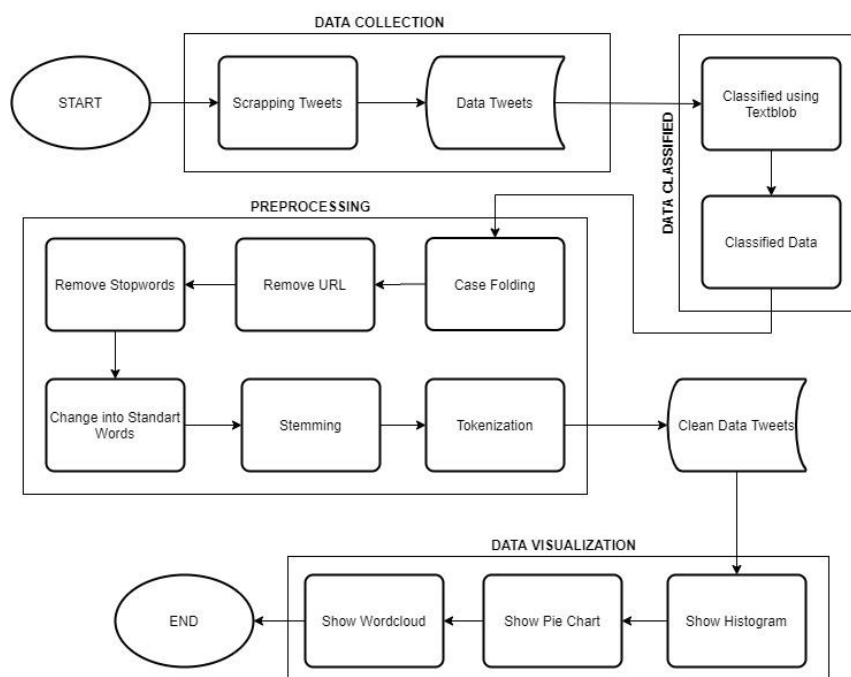 DATA COLLECTION
START
Scrapping Tweets
Data Tweets
Classified using
Textblob
DATA CLASSIFIED
Classified Data
PREPROCESSING
Case Folding
Remove URL
Remove Stopwords
Change into Standart
Words
Stemming
Tokenization
Clean Data Tweets
DATA VISUALIZATION
Show Histogram
Show Pie Chart
Show Wordcloud
END